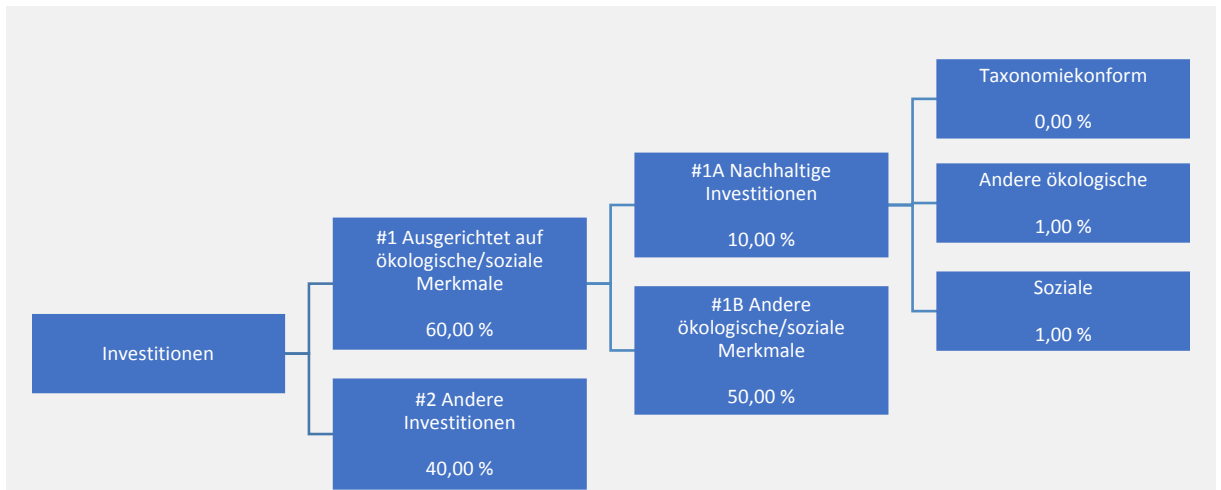 Investitionen
#1 Ausgerichtet auf
ökologische/soziale
Merkmale
60,00 %
#2 Andere
Investitionen
40,00 %
#1A Nachhaltige
Investitionen
10,00 %
#1B Andere
ökologische/soziale
Merkmale
50,00 %
Taxonomiekonform
0,00 %
Andere ökologische
1,00 %
Soziale
1,00 %